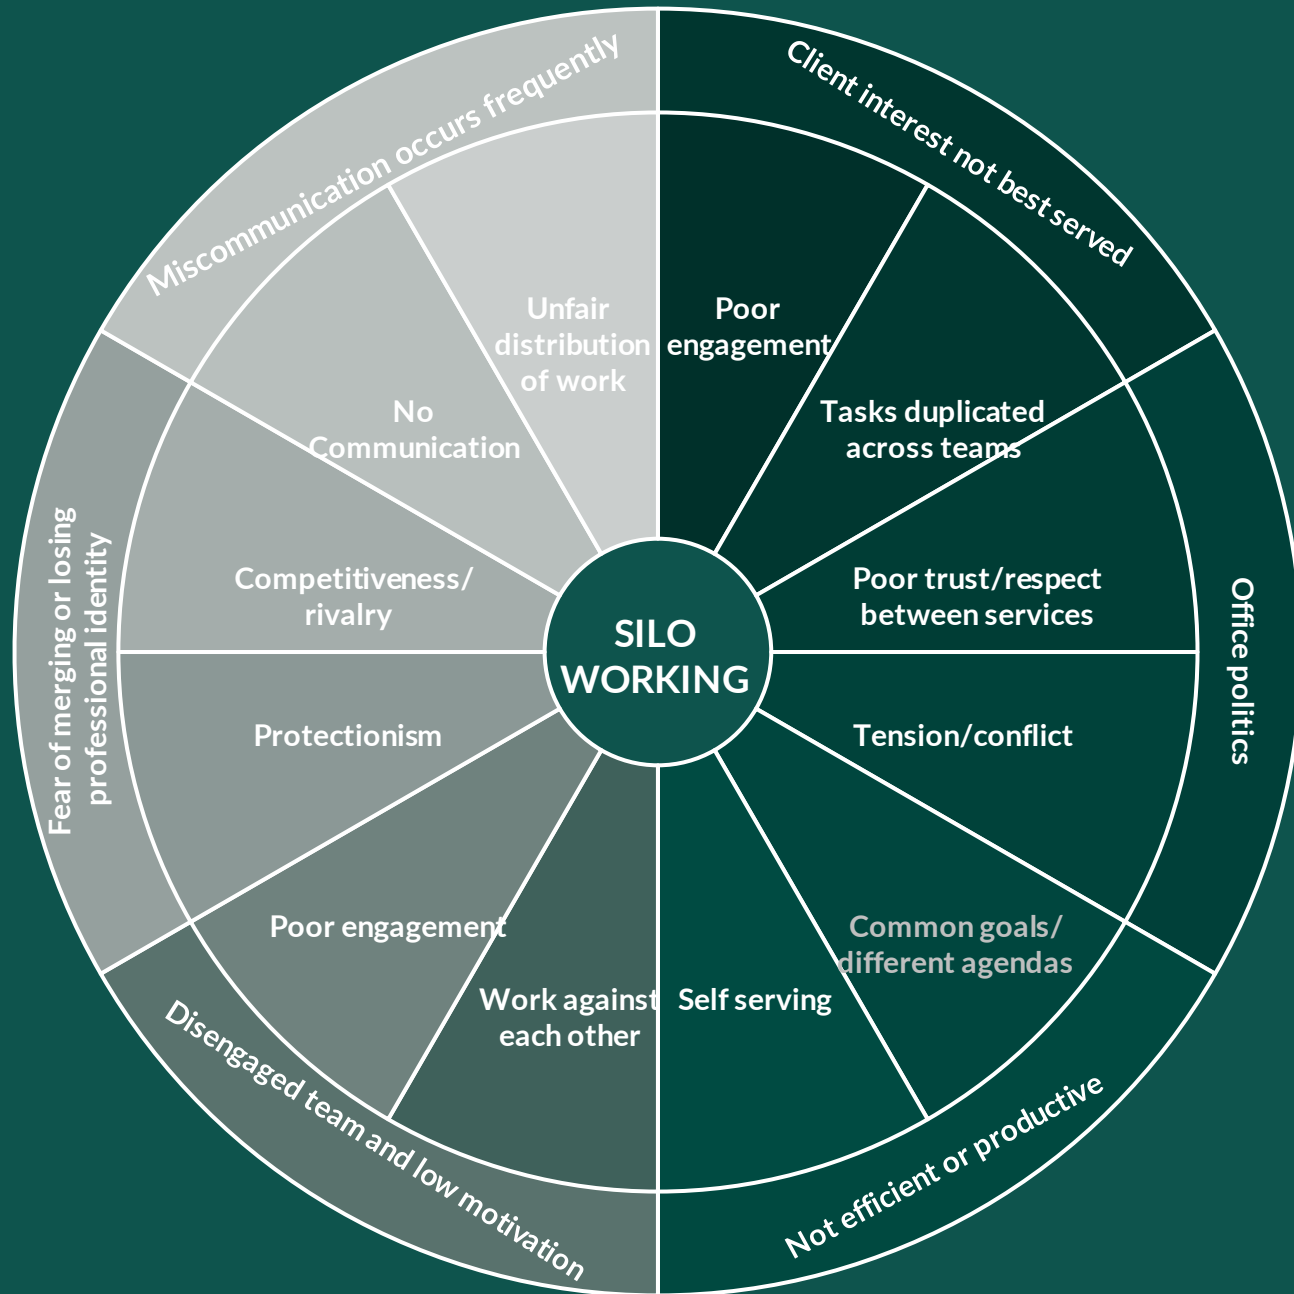 Miscommunication occurs frequently
Client interest not best served
Unfair
distribution
of work
Poor
engagement
No
Communication
Tasks duplicated
across teams
Fear of merging or losing
professional identity
Competitiveness/
rivalry
SILO
WORKING
Poor trust/respect
between services
Office politics
Protectionism
Tension/conflict
Poor engagement
Common goals/
different agendas
Work against
each other
Self serving
Disengaged team and low motivation
Not efficient or productive